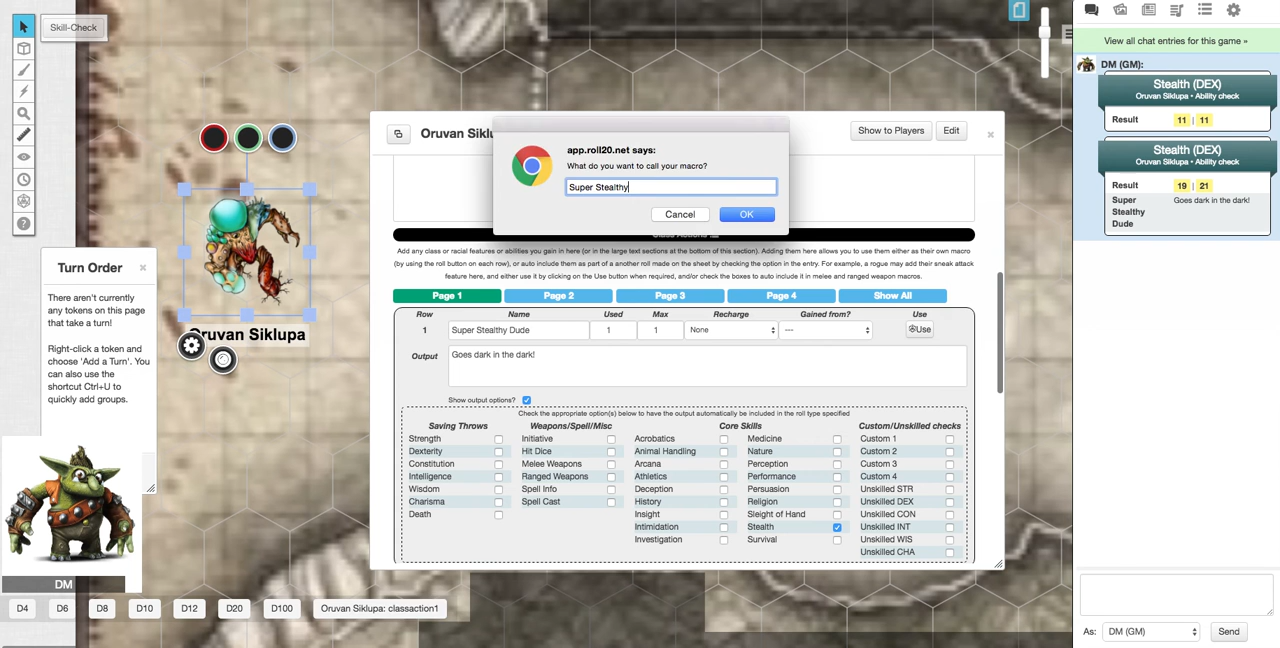 Skill-Check
Oruvan Siklupa
Turn Order ×
There aren't currently
any tokens on this page
that take a turn!
Right-click a token and
choose 'Add a Turn'. You
can also use the
shortcut Ctrl+U to
quickly add groups.
DM
D4 D6 D8 D10 D12 D20 D100 Oruvan Siklupa: classaction1
Show to Players Edit ×
app.roll20.net says:
What do you want to call your macro?
Super Stealthy
Cancel OK
Add any class or racial features or abilities you gain in here (or in the large text sections at the bottom of this section). Adding them here allows you to use them either as their own macro
(by using the roll button on each row), or auto include them as part of a another roll made on the sheet by checking the option in the entry. For example, a rogue may add their sneak attack
feature here, and either use it by clicking on the Use button when required, and/or check the boxes to auto include it in melee and ranged weapon macros.
Page 1 Page 2 Page 3 Page 4 Show All
Row Name Used Max Recharge Gained from? Use
1 Super Stealthy Dude 1 1 None --- Use
Output Goes dark in the dark!
Show output options?
Check the appropriate option(s) below to have the output automatically be included in the roll type specified
Saving Throws Weapons/Spell/Misc Core Skills Custom/Unskilled checks
Strength Initiative Acrobatics Medicine Custom 1
Dexterity Hit Dice Animal Handling Nature Custom 2
Constitution Melee Weapons Arcana Perception Custom 3
Intelligence Ranged Weapons Athletics Performance Custom 4
Wisdom Spell Info Deception Persuasion Unskilled STR
Charisma Spell Cast History Religion Unskilled DEX
Death Insight Sleight of Hand Unskilled CON
Intimidation Stealth Unskilled INT
Investigation Survival Unskilled WIS
Unskilled CHA
View all chat entries for this game »
DM (GM):
Stealth (DEX)
Oruvan Siklupa • Ability check
Result 11 | 11
Stealth (DEX)
Oruvan Siklupa • Ability check
Result 19 | 21
Super Goes dark in the dark!
Stealthy
Dude
As: DM (GM) Send